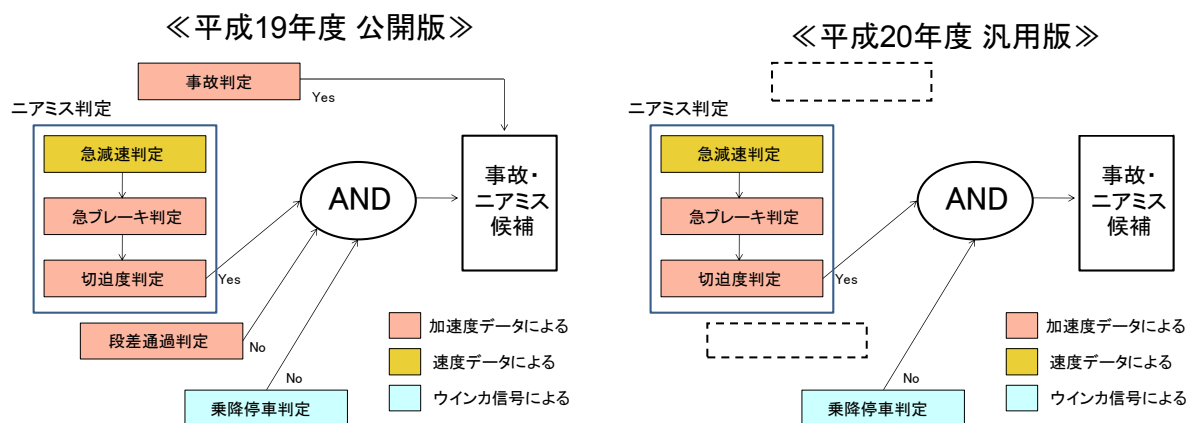 ≪平成19年度 公開版≫
事故判定
Yes
ニアミス判定
急減速判定
急ブレーキ判定
切迫度判定
Yes
AND
事故・
ニアミス
候補
段差通過判定
No
No
乗降停車判定
加速度データによる
速度データによる
ウインカ信号による
≪平成20年度 汎用版≫
ニアミス判定
急減速判定
急ブレーキ判定
切迫度判定
Yes
AND
事故・
ニアミス
候補
No
乗降停車判定
加速度データによる
速度データによる
ウインカ信号による